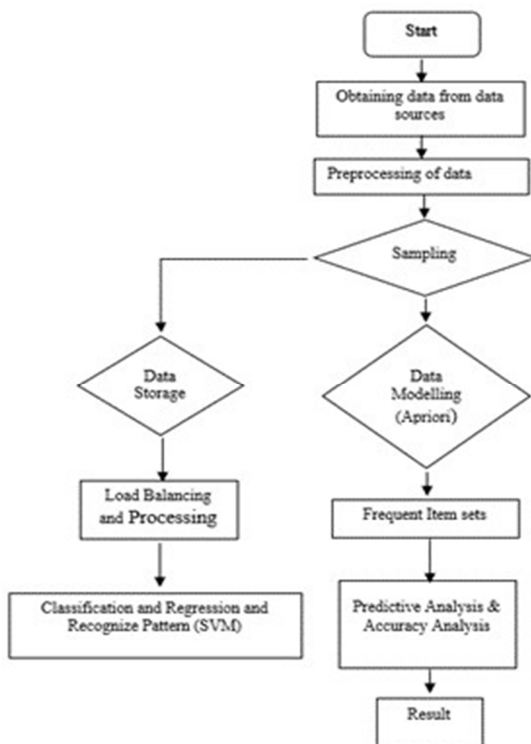 Start
Obtaining data from data
sources
Preprocessing of data
Sampling
Data
Storage
Data
Modelling
(Apriori)
Load Balancing
and Processing
Frequent Item sets
Classification and Regression and
Recognize Pattern (SVM)
Predictive Analysis &
Accuracy Analysis
Result